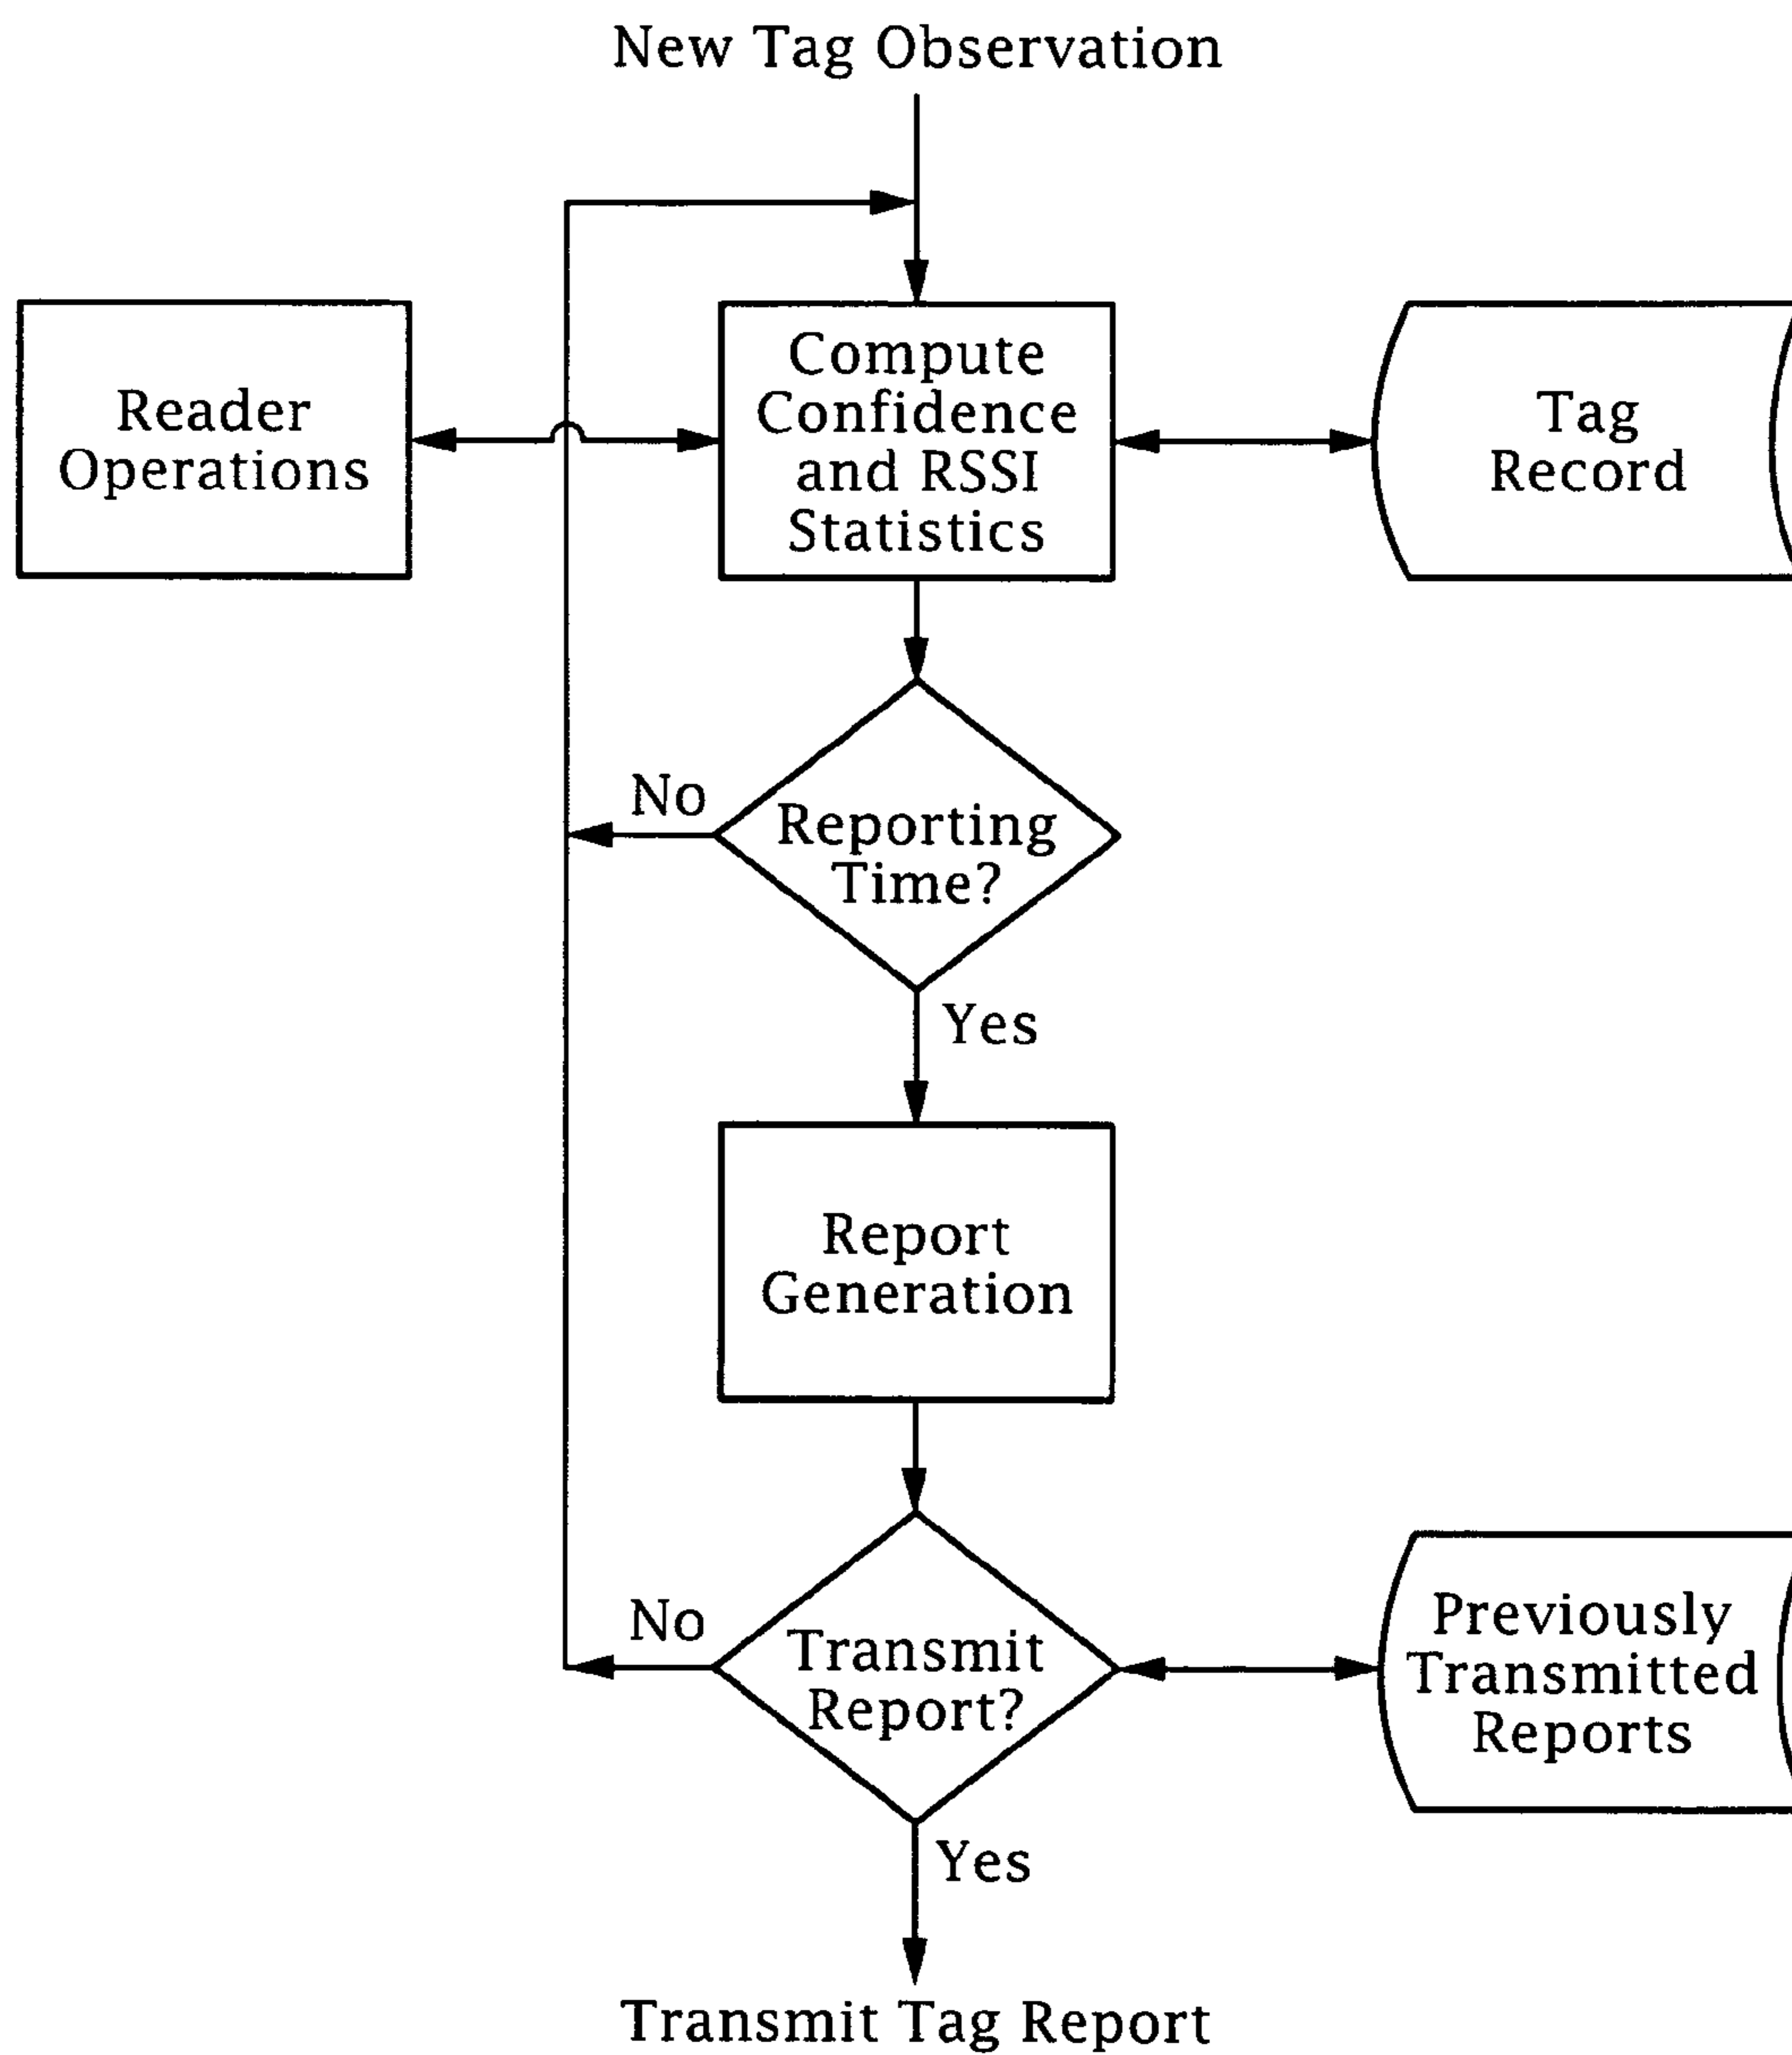 New Tag Observation
Reader
Operations
Compute
Confidence
and RSSI
Statistics
Tag
Record
No
Reporting
Time?
Yes
Report
Generation
No
Transmit
Report?
Previously
Transmitted
Reports
Yes
Transmit Tag Report